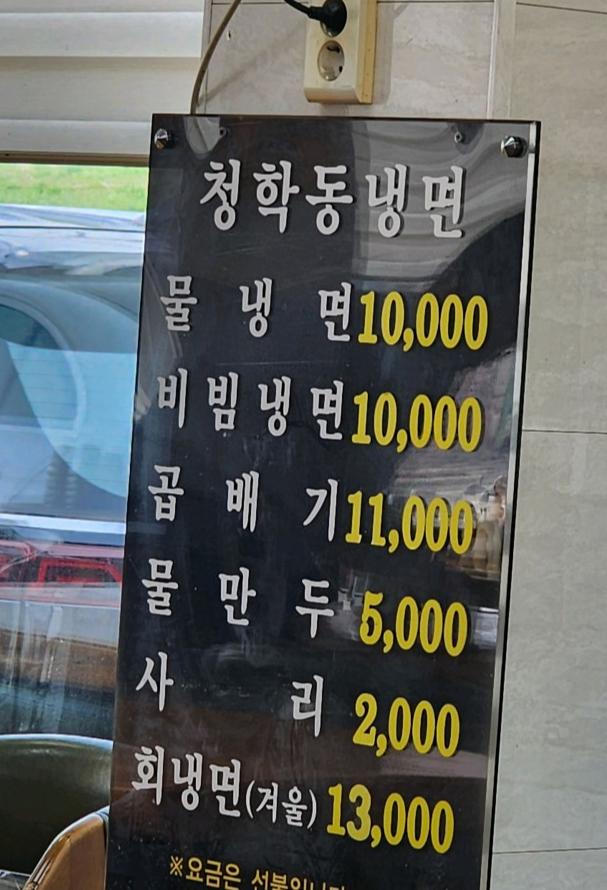 청학동냉면
물 냉 면 10,000
비 빔 냉 면 10,000
곱 배 기 11,000
물 만 두 5,000
사 리 2,000
회냉면(겨울) 13,000
※요금은